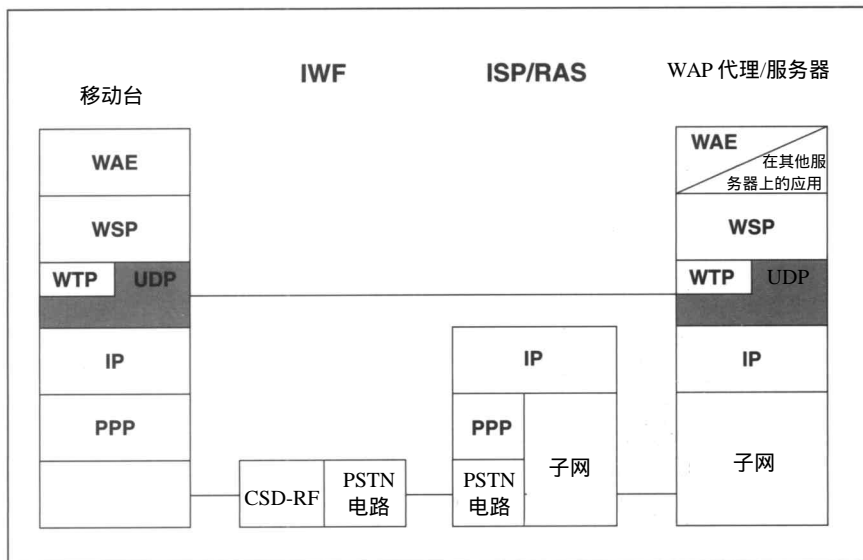 IWF
ISP/RAS
WAP 代理/服务器
移动台
WAE
WSP
WTP
UDP
IP
PPP
CSD-RF
PSTN
电路
IP
PPP
PSTN
电路
子网
WAE
在其他服
务器上的应用
WSP
WTP
UDP
IP
子网